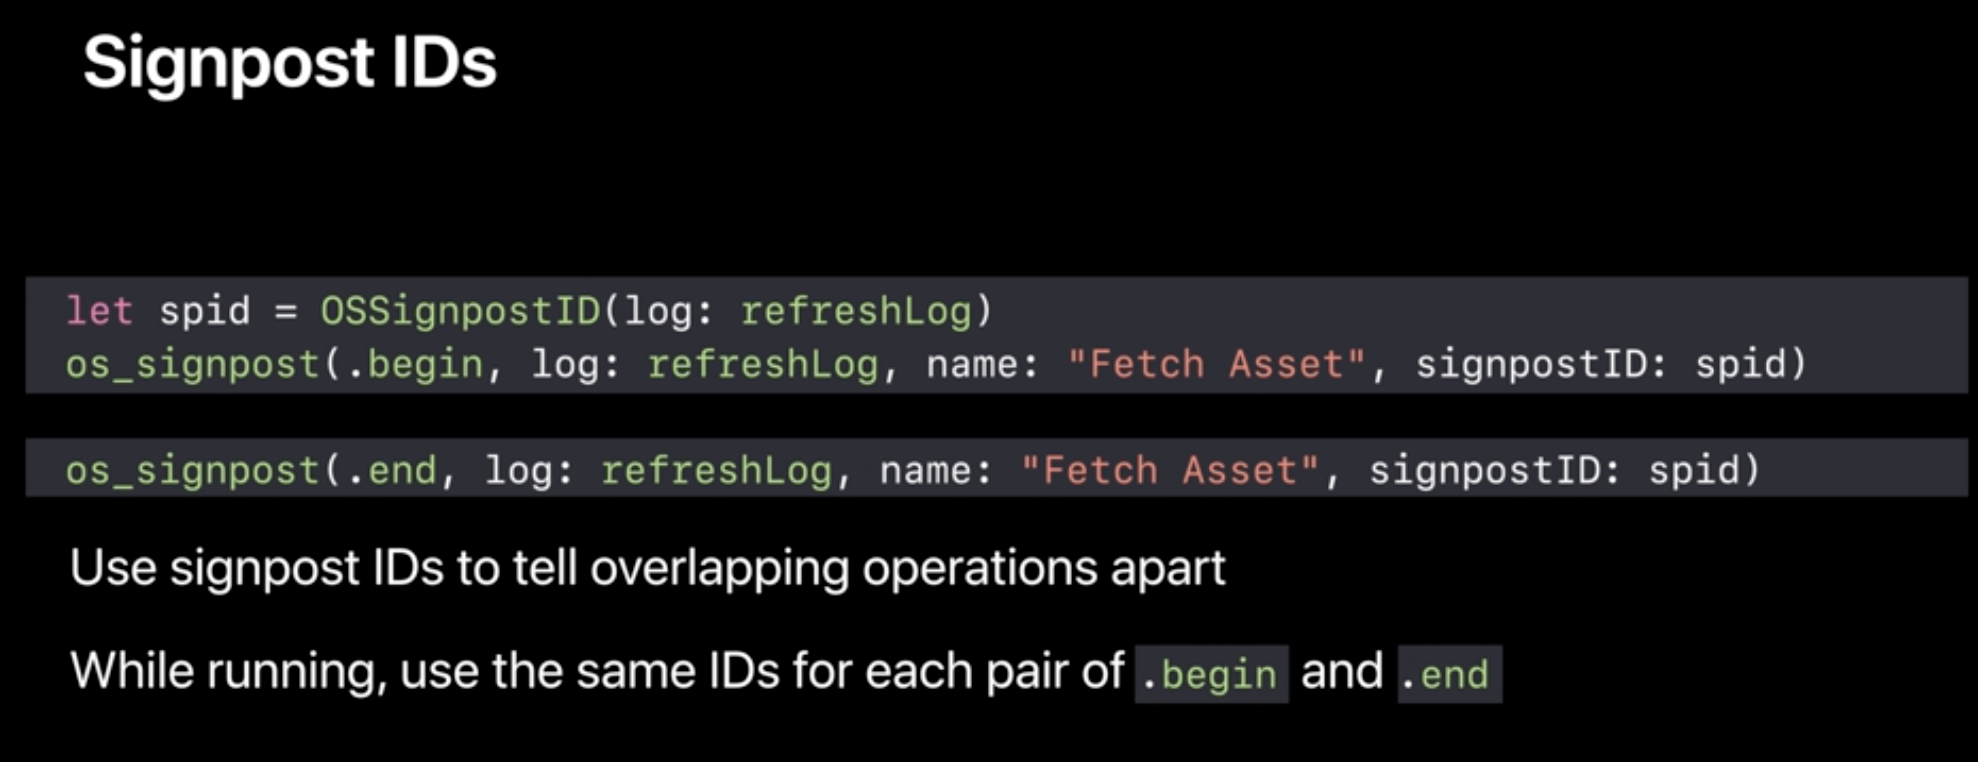 Signpost IDs
let spid = OSSignpostID(log: refreshLog)
os_signpost(.begin, log: refreshLog, name: "Fetch Asset", signpostID: spid)
os_signpost(.end, log: refreshLog, name: "Fetch Asset", signpostID: spid)
Use signpost IDs to tell overlapping operations apart
While running, use the same IDs for each pair of .begin and .end